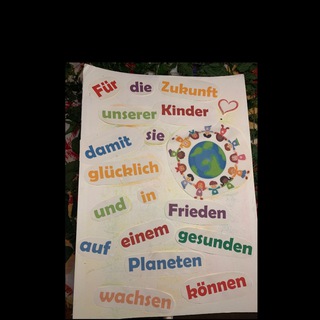 Für die Zukunft
unserer Kinder
damit sie
glücklich
und in Frieden
auf einem gesunden
Planeten
wachsen können